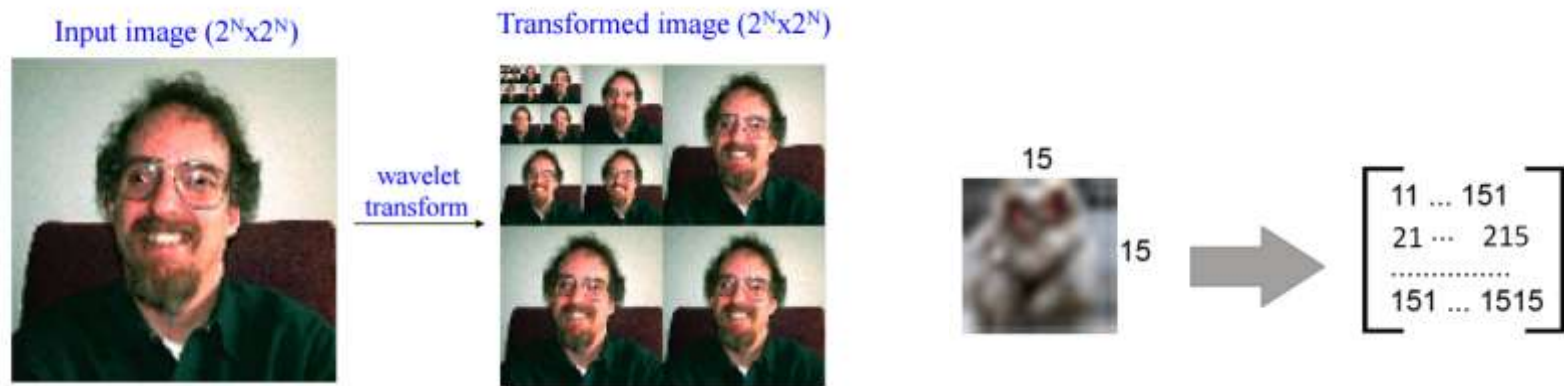 Input image (2ᴺx2ᴺ)
Transformed image (2ᴺx2ᴺ)
wavelet
transform
15
15
11 ... 151
21 ... 215
...............
151 ... 1515